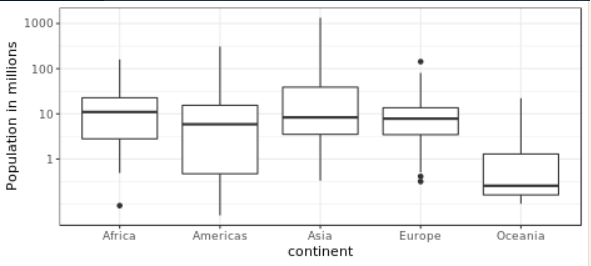 Population in millions
1000
100
10
1
Africa Americas Asia Europe Oceania
continent